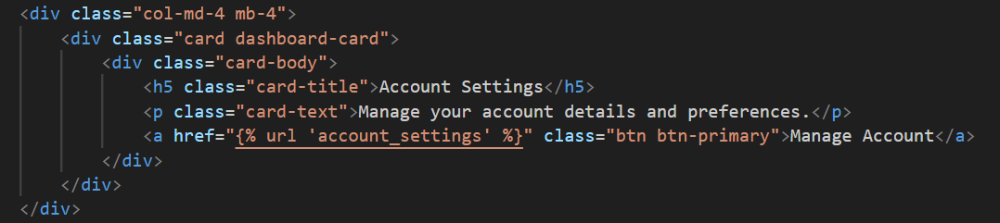 <div class="col-md-4 mb-4">
<div class="card dashboard-card">
<div class="card-body">
<h5 class="card-title">Account Settings</h5>
<p class="card-text">Manage your account details and preferences.</p>
<a href="{% url 'account_settings' %}" class="btn btn-primary">Manage Account</a>
</div>
</div>
</div>